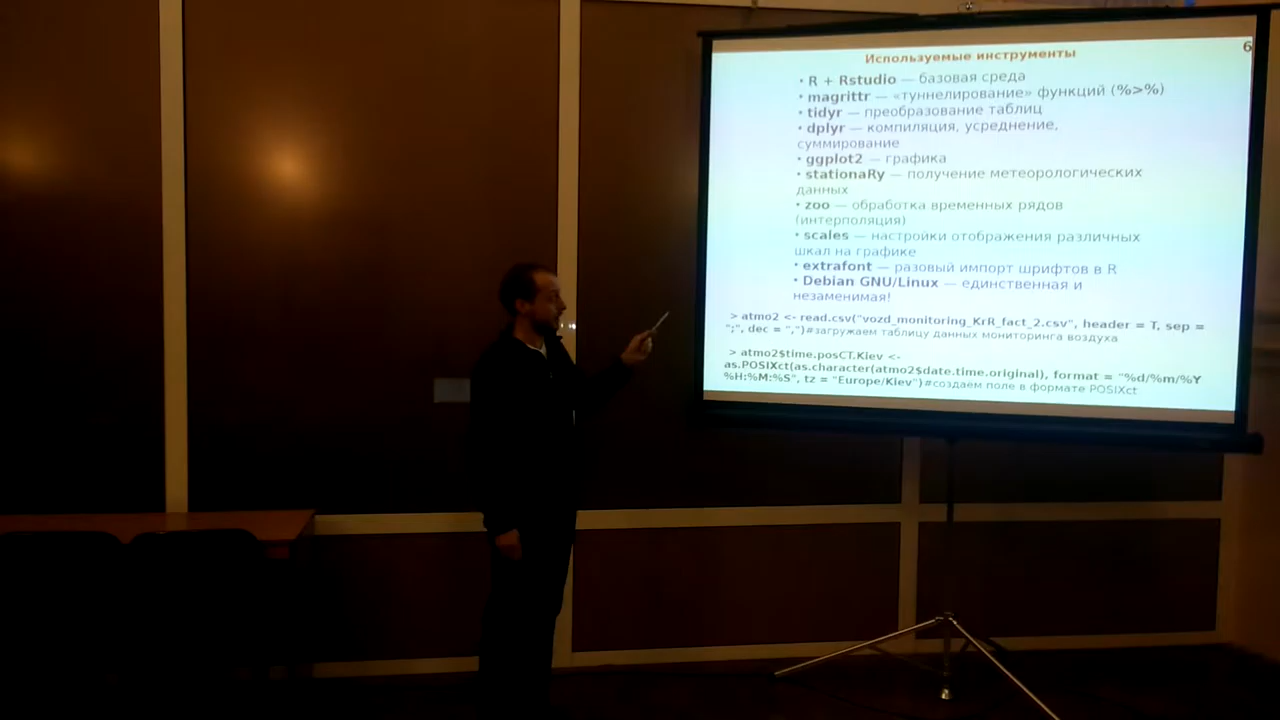 6
Используемые инструменты
• R + Rstudio — базовая среда
• magrittr — «туннелирование» функций (%>%)
• tidyr — преобразование таблиц
• dplyr — компиляция, усреднение,
суммирование
• ggplot2 — графика
• stationaRy — получение метеорологических
данных
• zoo — обработка временных рядов
(интерполяция)
• scales — настройки отображения различных
шкал на графике
• extrafont — разовый импорт шрифтов в R
• Debian GNU/Linux — единственная и
незаменимая!
> atmo2 <- read.csv("vozd_monitoring_KrR_fact_2.csv", header = T, sep =
";", dec = ",")#загружаем таблицу данных мониторинга воздуха
> atmo2$time.posCT.Kiev <-
as.POSIXct(as.character(atmo2$date.time.original), format = "%d/%m/%Y
%H:%M:%S", tz = "Europe/Kiev")#создаем поле в формате POSIXct